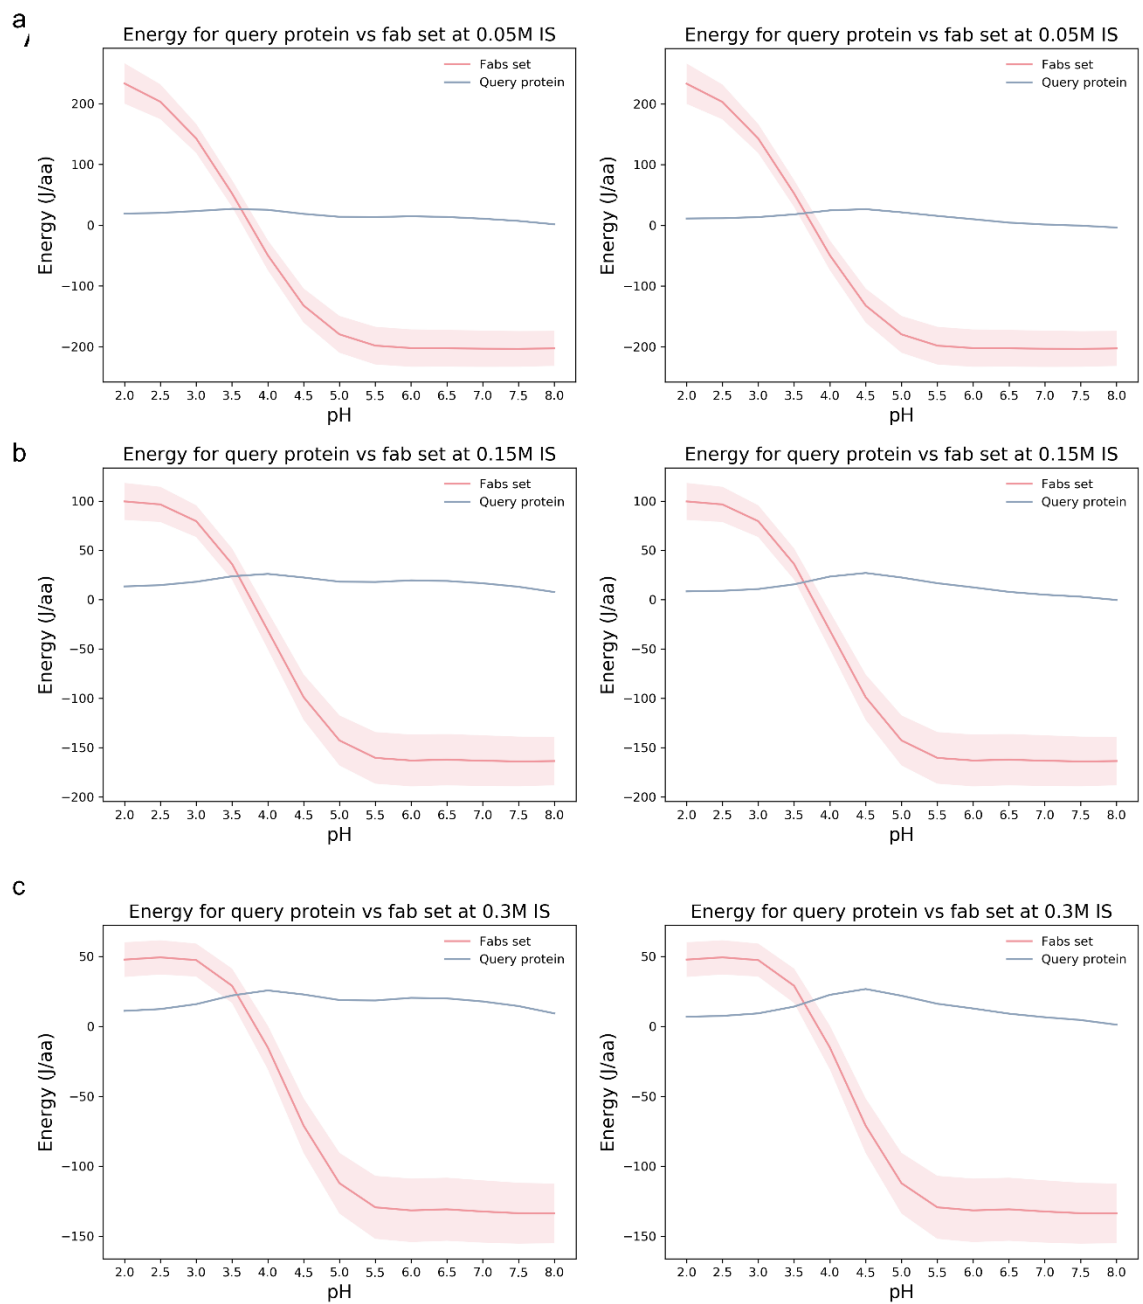 a
Energy for query protein vs fab set at 0.05M IS
Fabs set
Query protein
200
100
0
−100
−200
Energy (J/aa)
2.0 2.5 3.0 3.5 4.0 4.5 5.0 5.5 6.0 6.5 7.0 7.5 8.0
pH
Energy for query protein vs fab set at 0.05M IS
Fabs set
Query protein
200
100
0
−100
−200
Energy (J/aa)
2.0 2.5 3.0 3.5 4.0 4.5 5.0 5.5 6.0 6.5 7.0 7.5 8.0
pH
b
Energy for query protein vs fab set at 0.15M IS
Fabs set
Query protein
100
50
0
−50
−100
−150
−200
Energy (J/aa)
2.0 2.5 3.0 3.5 4.0 4.5 5.0 5.5 6.0 6.5 7.0 7.5 8.0
pH
Energy for query protein vs fab set at 0.15M IS
Fabs set
Query protein
100
50
0
−50
−100
−150
−200
Energy (J/aa)
2.0 2.5 3.0 3.5 4.0 4.5 5.0 5.5 6.0 6.5 7.0 7.5 8.0
pH
c
Energy for query protein vs fab set at 0.3M IS
Fabs set
Query protein
50
0
−50
−100
−150
Energy (J/aa)
2.0 2.5 3.0 3.5 4.0 4.5 5.0 5.5 6.0 6.5 7.0 7.5 8.0
pH
Energy for query protein vs fab set at 0.3M IS
Fabs set
Query protein
50
0
−50
−100
−150
Energy (J/aa)
2.0 2.5 3.0 3.5 4.0 4.5 5.0 5.5 6.0 6.5 7.0 7.5 8.0
pH